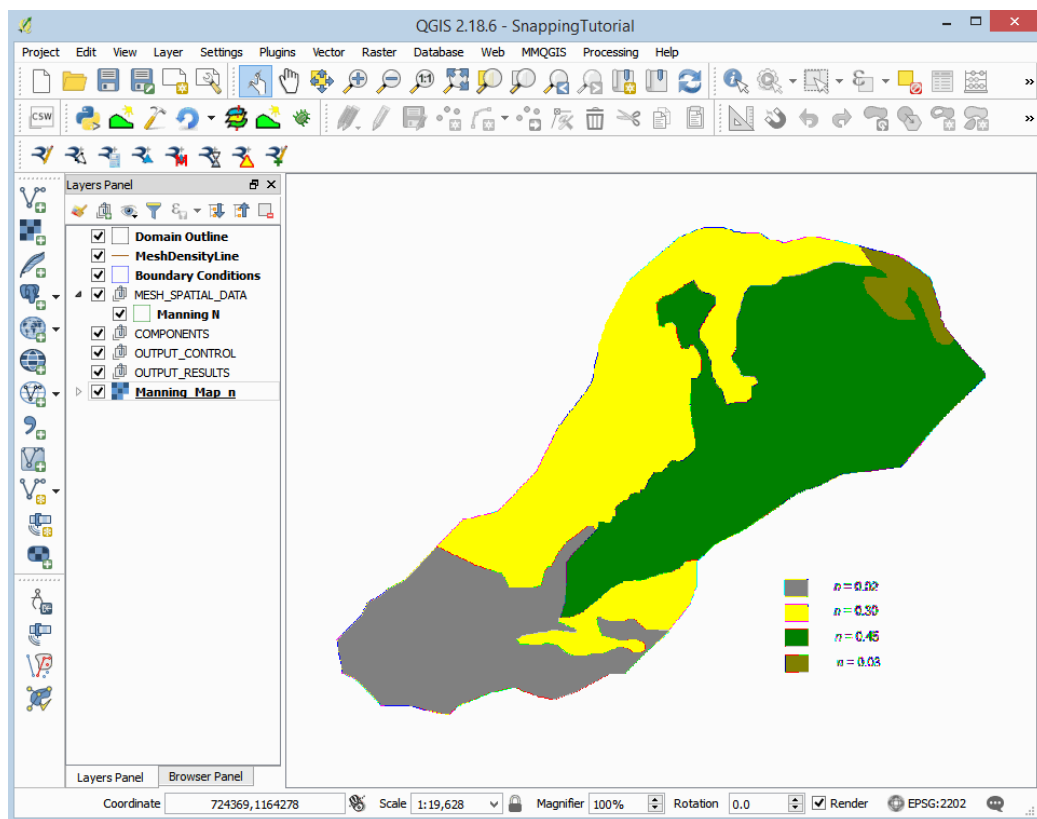 QGIS 2.18.6 - SnappingTutorial
Project Edit View Layer Settings Plugins Vector Raster Database Web MMQGIS Processing Help
CSW
Layers Panel
Domain Outline
MeshDensityLine
Boundary Conditions
MESH_SPATIAL_DATA
Manning N
COMPONENTS
OUTPUT_CONTROL
OUTPUT_RESULTS
Manning_Map_n
n = 0.02
n = 0.30
n = 0.45
n = 0.03
Layers Panel Browser Panel
Coordinate 724369,1164278 Scale 1:19,628 Magnifier 100% Rotation 0.0 Render EPSG:2202